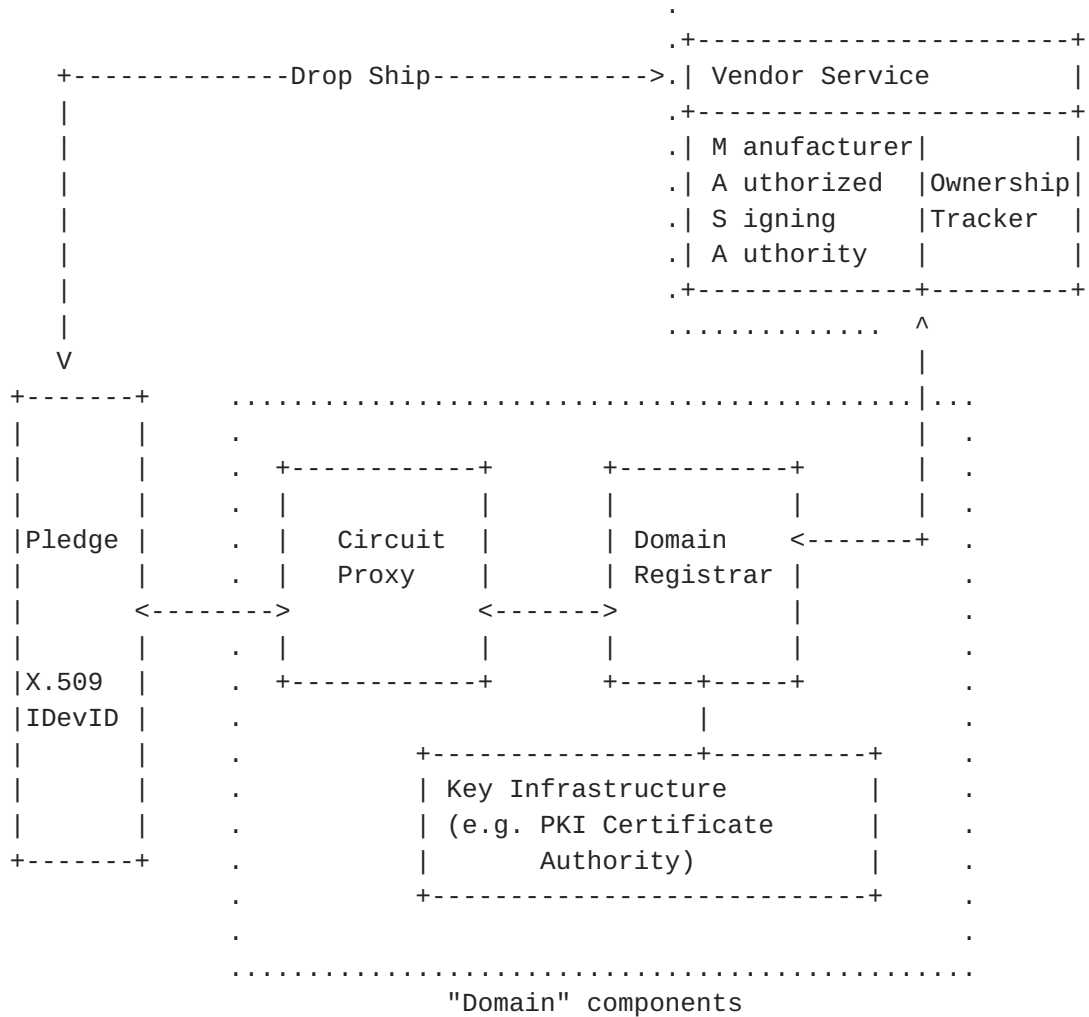 Drop Ship
Vendor Service
M anufacturer
A uthorized Ownership
S igning Tracker
A uthority
Pledge Circuit Domain
Proxy Registrar
X.509
IDevID
Key Infrastructure
(e.g. PKI Certificate
Authority)
"Domain" components